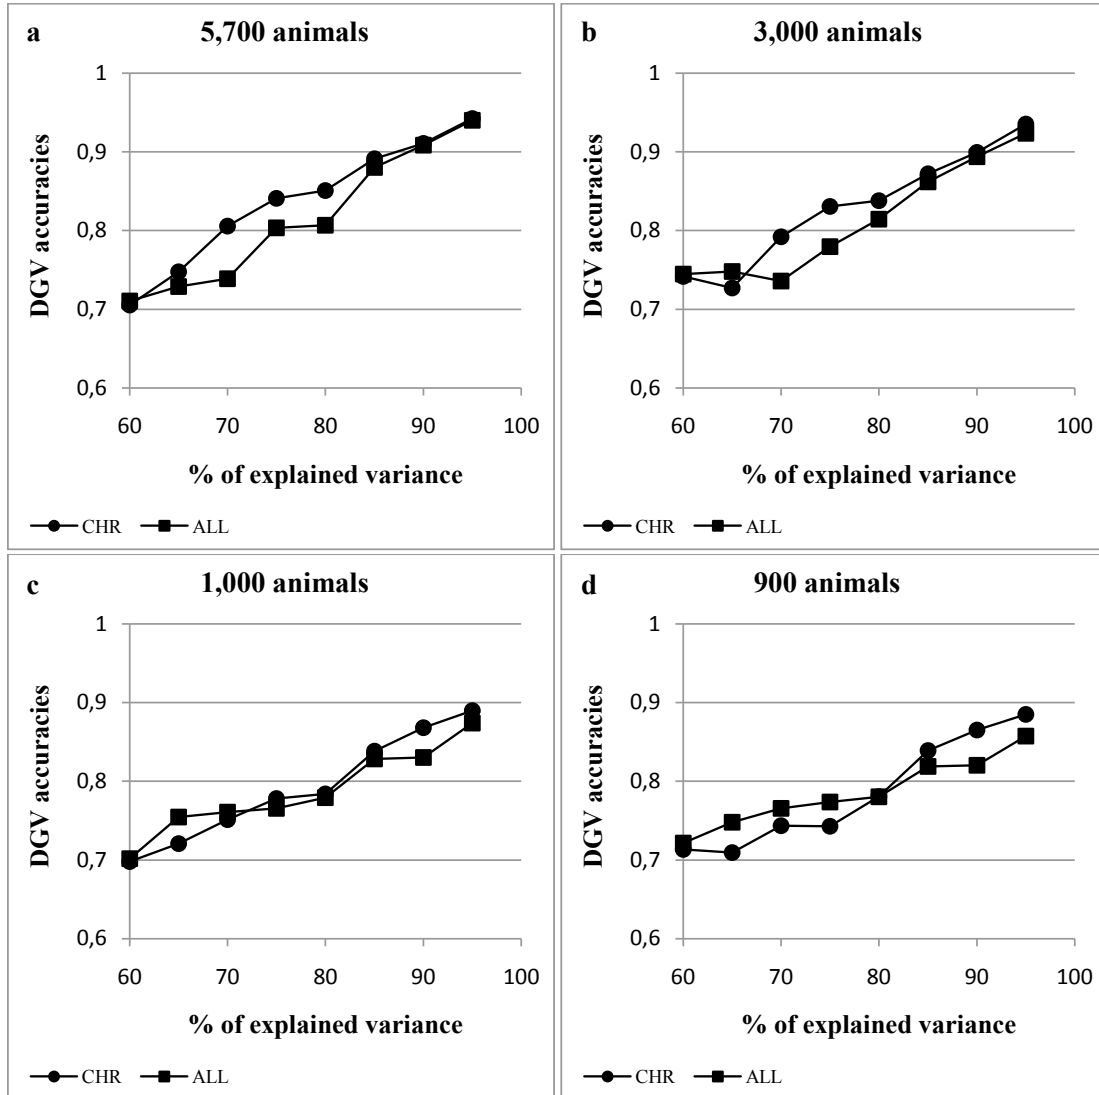 a 5,700 animals
1
0,9
0,8
0,7
0,6
DGV accuracies
60 70 80 90 100
% of explained variance
CHR ALL
b 3,000 animals
1
0,9
0,8
0,7
0,6
DGV accuracies
60 70 80 90 100
% of explained variance
CHR ALL
c 1,000 animals
1
0,9
0,8
0,7
0,6
DGV accuracies
60 70 80 90 100
% of explained variance
CHR ALL
d 900 animals
1
0,9
0,8
0,7
0,6
DGV accuracies
60 70 80 90 100
% of explained variance
CHR ALL